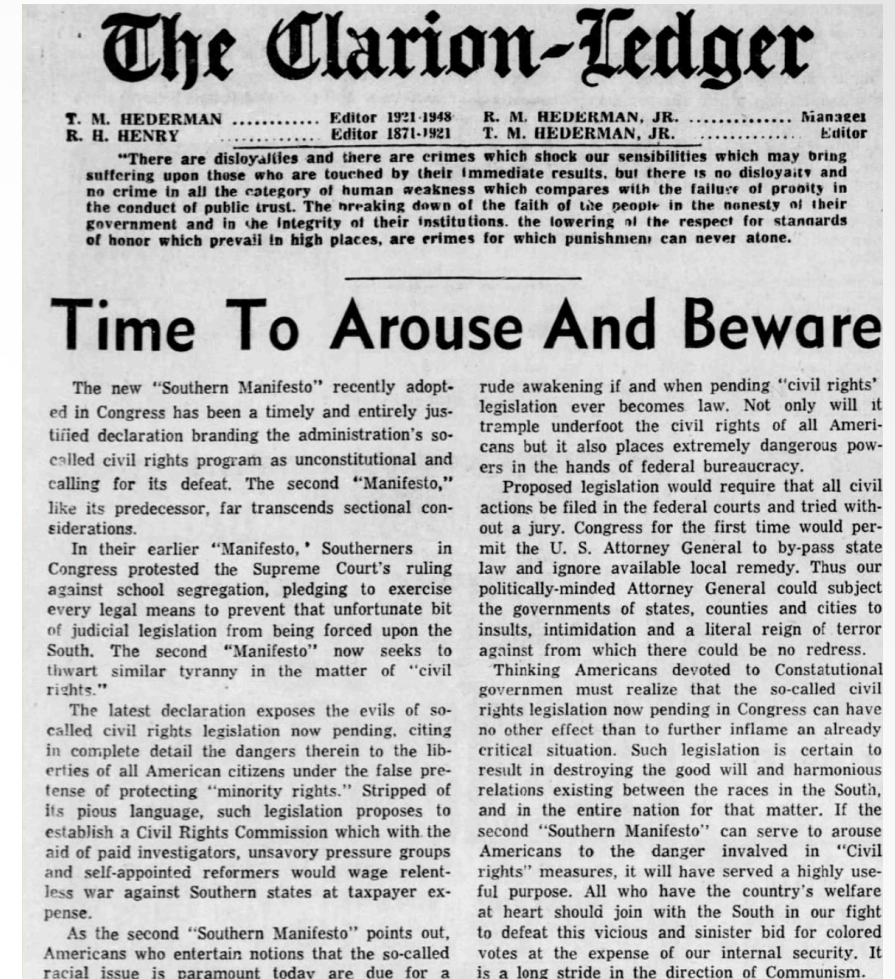 The Clarion-Ledger
T. M. HEDERMAN ........... Editor 1921-1948
R. H. HENRY ............ Editor 1871-1921
R. M. HEDERMAN, JR. ............. Manager
T. M. HEDERMAN, JR. ............. Editor
"There are disloyalties and there are crimes which shock our sensibilities which may bring
suffering upon those who are touched by their immediate results, but there is no disloyalty and
no crime in all the category of human weakness which compares with the failure of probity in
the conduct of public trust. The breaking down of the faith of the people in the honesty of their
government and in the integrity of their institutions, the lowering of the respect for standards
of honor which prevail in high places, are crimes for which punishment can never atone."
Time To Arouse And Beware
The new "Southern Manifesto" recently adopt-
ed in Congress has been a timely and entirely jus-
tified declaration branding the administration's so-
called civil rights program as unconstitutional and
calling for its defeat. The second "Manifesto,"
like its predecessor, far transcends sectional con-
siderations.
In their earlier "Manifesto,' Southerners in
Congress protested the Supreme Court's ruling
against school segregation, pledging to exercise
every legal means to prevent that unfortunate bit
of judicial legislation from being forced upon the
South. The second "Manifesto" now seeks to
thwart similar tyranny in the matter of "civil
rights."
The latest declaration exposes the evils of so-
called civil rights legislation now pending, citing
in complete detail the dangers therein to the lib-
erties of all American citizens under the false pre-
tense of protecting "minority rights." Stripped of
its pious language, such legislation proposes to
establish a Civil Rights Commission which with the
aid of paid investigators, unsavory pressure groups
and self-appointed reformers would wage relent-
less war against Southern states at taxpayer ex-
pense.
As the second "Southern Manifesto" points out,
Americans who entertain notions that the so-called
racial issue is paramount today are due for a
rude awakening if and when pending "civil rights'
legislation ever becomes law. Not only will it
trample underfoot the civil rights of all Ameri-
cans but it also places extremely dangerous pow-
ers in the hands of federal bureaucracy.
Proposed legislation would require that all civil
actions be filed in the federal courts and tried with-
out a jury. Congress for the first time would per-
mit the U. S. Attorney General to by-pass state
law and ignore available local remedy. Thus our
politically-minded Attorney General could subject
the governments of states, counties and cities to
insults, intimidation and a literal reign of terror
against from which there could be no redress.
Thinking Americans devoted to Constatutional
governmen must realize that the so-called civil
rights legislation now pending in Congress can have
no other effect than to further inflame an already
critical situation. Such legislation is certain to
result in destroying the good will and harmonious
relations existing between the races in the South,
and in the entire nation for that matter. If the
second "Southern Manifesto" can serve to arouse
Americans to the danger invalved in "Civil
rights" measures, it will have served a highly use-
ful purpose. All who have the country's welfare
at heart should join with the South in our fight
to defeat this vicious and sinister bid for colored
votes at the expense of our internal security. It
is a long stride in the direction of Communism.